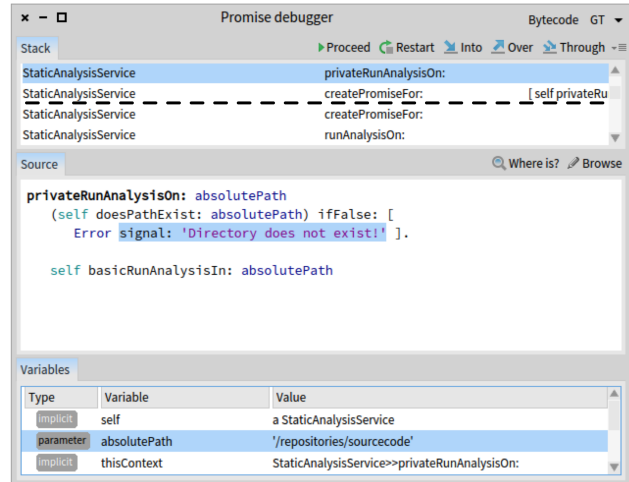 Promise debugger Bytecode GT
Stack Proceed Restart Into Over Through
StaticAnalysisService privateRunAnalysisOn:
StaticAnalysisService createPromiseFor: [ self privateRu
StaticAnalysisService createPromiseFor:
StaticAnalysisService runAnalysisOn:
Source Where is? Browse
privateRunAnalysisOn: absolutePath
(self doesPathExist: absolutePath) ifFalse: [
Error signal: 'Directory does not exist!' ].
self basicRunAnalysisIn: absolutePath
Variables
Type Variable Value
implicit self a StaticAnalysisService
parameter absolutePath '/repositories/sourcecode'
implicit thisContext StaticAnalysisService>>privateRunAnalysisOn: